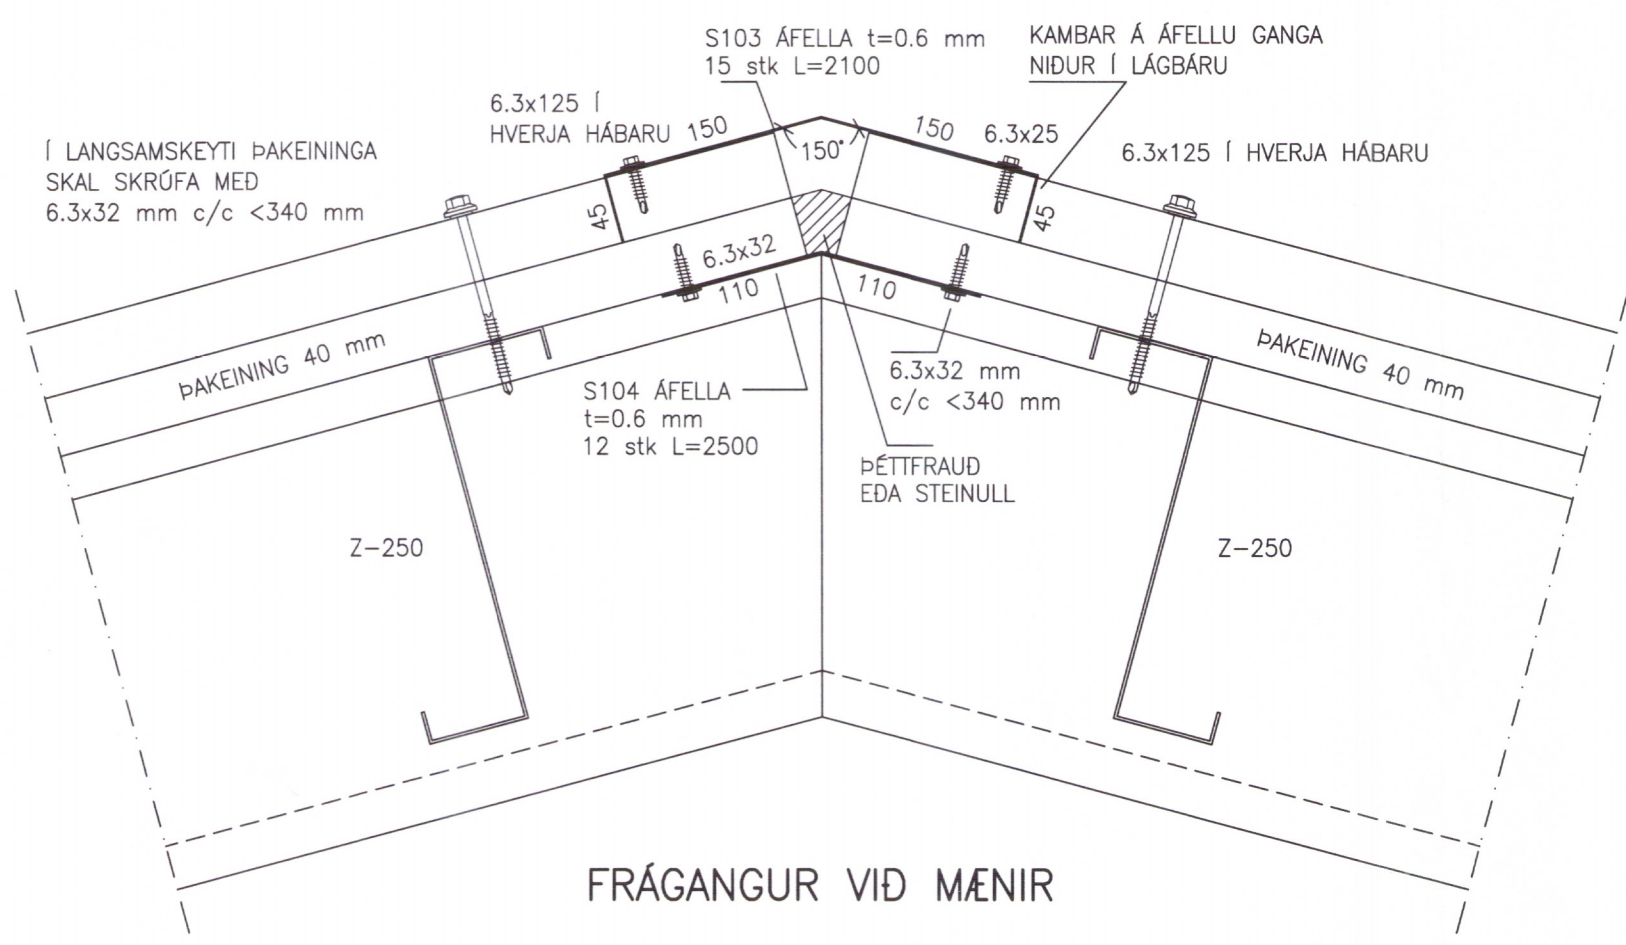 S103 ÁFELLA t=0.6 mm
15 stk L=2100
KAMBAR Á ÁFELLU GANGA
NIÐUR Í LÁGBÁRU
6.3x125 Í
HVERJA HÁBARU
150
150°
150
6.3x25
6.3x125 Í HVERJA HÁBARU
Í LANGSAMSKEYTI ÞAKEININGA
SKAL SKRÚFA MEÐ
6.3x32 mm c/c <340 mm
45
45
6.3x32
110
110
ÞAKEINING 40 mm
ÞAKEINING 40 mm
S104 ÁFELLA
t=0.6 mm
12 stk L=2500
6.3x32 mm
c/c <340 mm
ÞÉTTFRAUÐ
EÐA STEINULL
Z-250
Z-250
FRÁGANGUR VIÐ MÆNIR